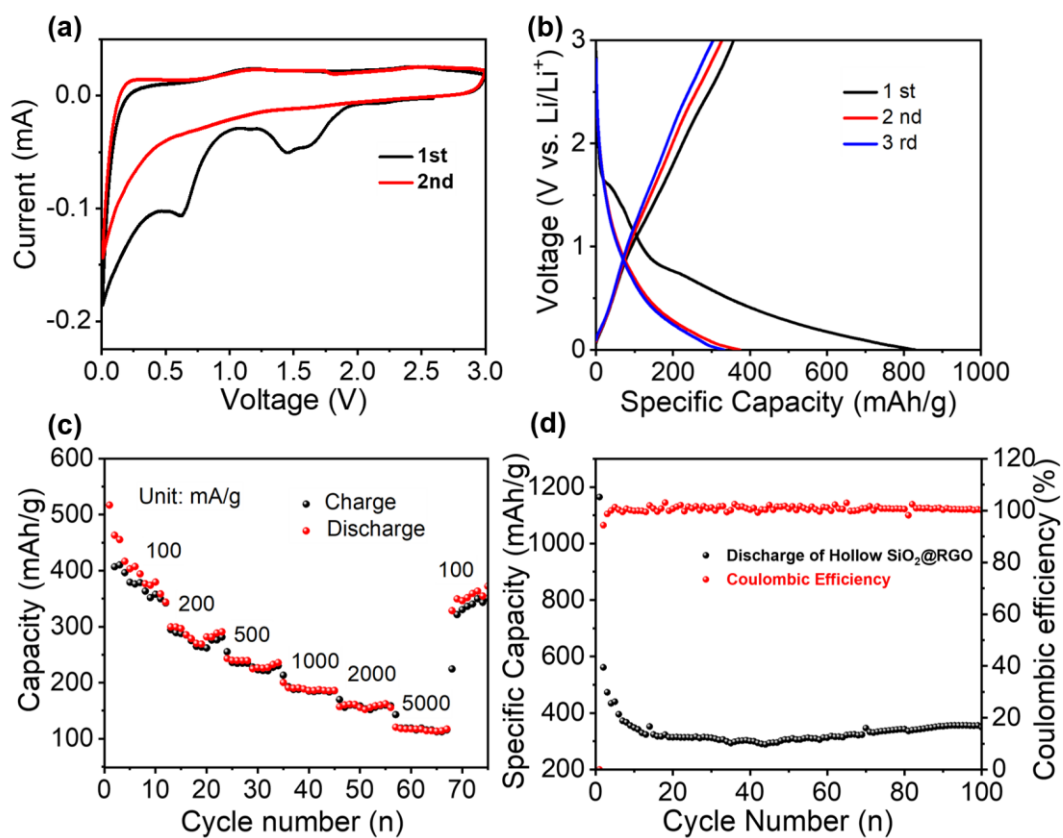 (a)
0.0
-0.1
-0.2
Current (mA)
1st
2nd
0.0 0.5 1.0 1.5 2.0 2.5 3.0
Voltage (V)
(b)
3
2
1
0
Voltage (V vs. Li/Li⁺)
1 st
2 nd
3 rd
0 200 400 600 800 1000
Specific Capacity (mAh/g)
(c)
600
500
400
300
200
100
Capacity (mAh/g)
Unit: mA/g
Charge
Discharge
100
200
500
1000
2000
5000
100
0 10 20 30 40 50 60 70
Cycle number (n)
(d)
1200
1100
1000
900
800
700
600
500
400
300
200
Specific Capacity (mAh/g)
Discharge of Hollow SiO₂@RGO
Coulombic Efficiency
120
100
80
60
40
20
0
Coulombic efficiency (%)
0 20 40 60 80 100
Cycle Number (n)